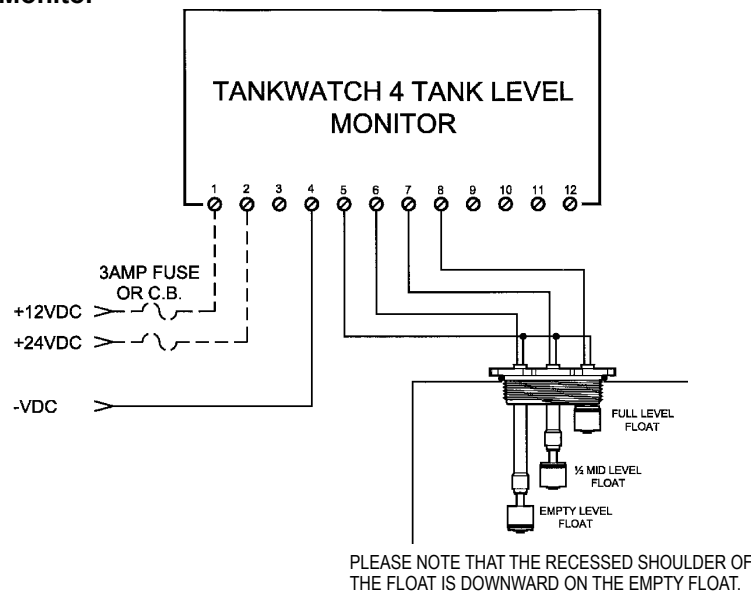 TANKWATCH 4 TANK LEVEL
MONITOR
1 2 3 4 5 6 7 8 9 10 11 12
3AMP FUSE
OR C.B.
+12VDC
+24VDC
-VDC
FULL LEVEL
FLOAT
½ MID LEVEL
FLOAT
EMPTY LEVEL
FLOAT
PLEASE NOTE THAT THE RECESSED SHOULDER OF
THE FLOAT IS DOWNWARD ON THE EMPTY FLOAT.